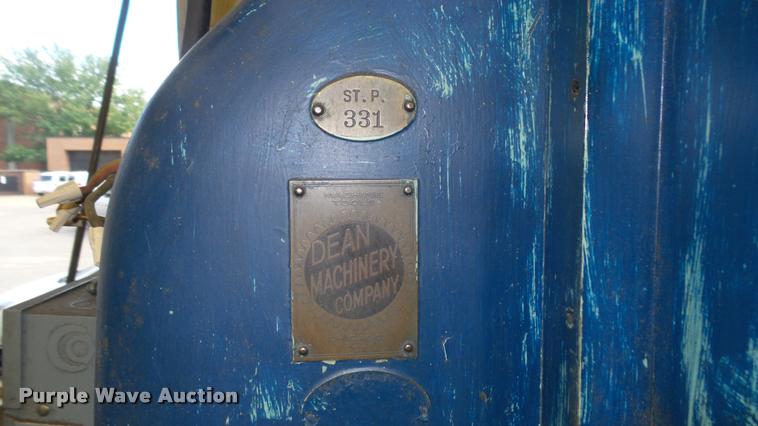 ST. P.
331
DEAN
MACHINERY
COMPANY
Purple Wave Auction